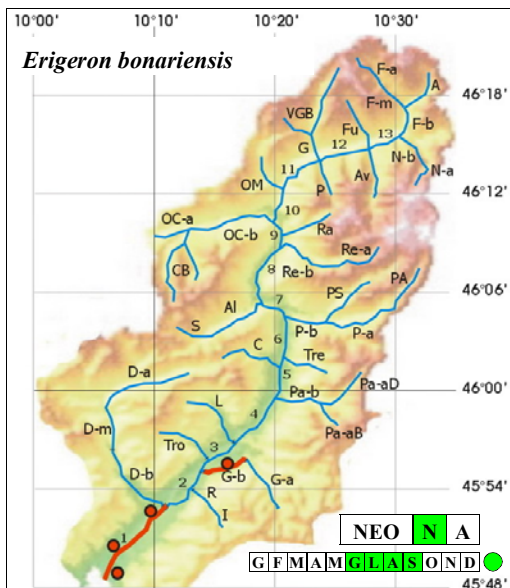 10°00' 10°10' 10°20' 10°30'
Erigeron bonariensis
F-a
A
46°18'
VGB
F-m
F-b
Fu
13
G
12
N-b
11
N-a
OM
P
Av
46°12'
OC-a
10
Ra
OC-b
9
Re-a
CB
8
Re-b
PA
PS
46°06'
7
Al
S
P-b
P-a
6
C
Tre
D-a
5
46°00'
Pa-b
Pa-aD
L
4
D-m
Pa-aB
Tro
3
D-b
G-b
G-a
2
R
46°54'
I
1
NEO N A
G F M A M G L A S O N D
45°48'